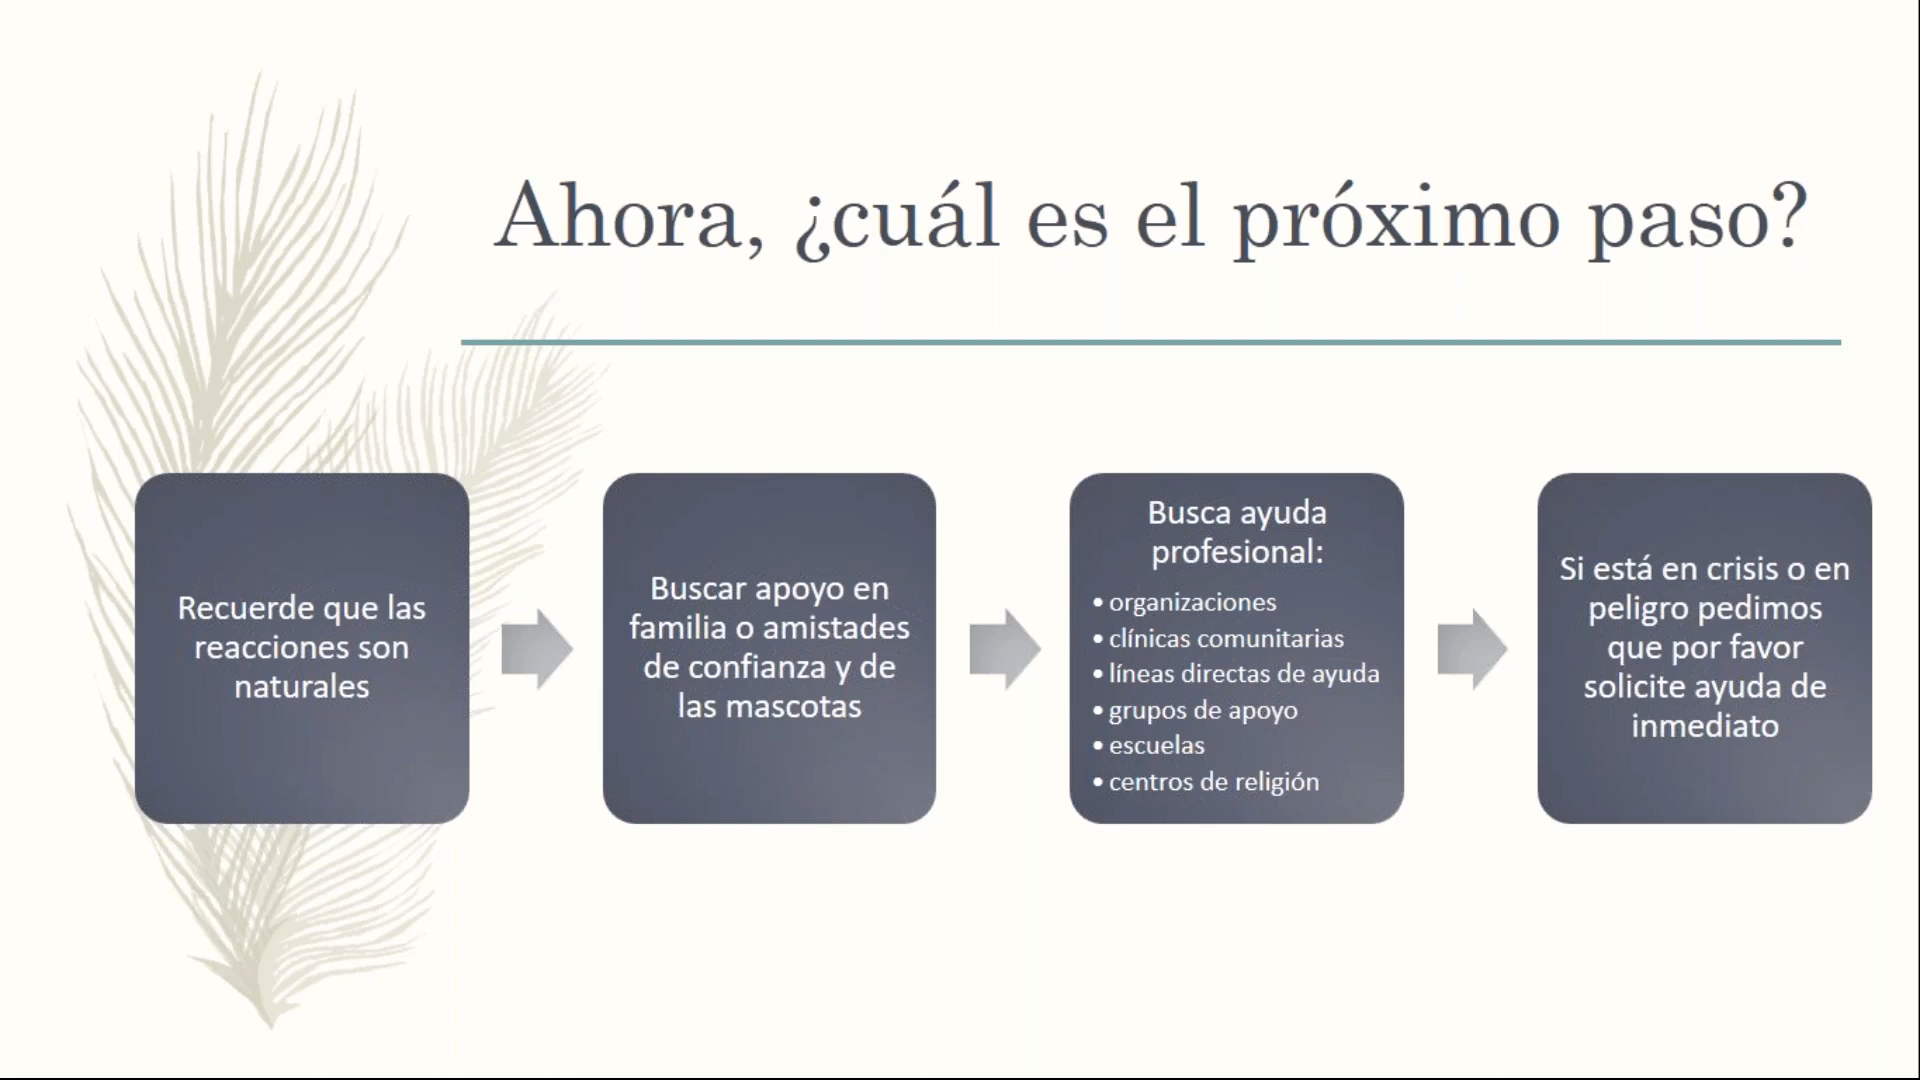 Ahora, ¿cuál es el próximo paso?
Recuerde que las
reacciones son
naturales
Buscar apoyo en
familia o amistades
de confianza y de
las mascotas
Busca ayuda
profesional:
• organizaciones
• clínicas comunitarias
• líneas directas de ayuda
• grupos de apoyo
• escuelas
• centros de religión
Si está en crisis o en
peligro pedimos
que por favor
solicite ayuda de
inmediato